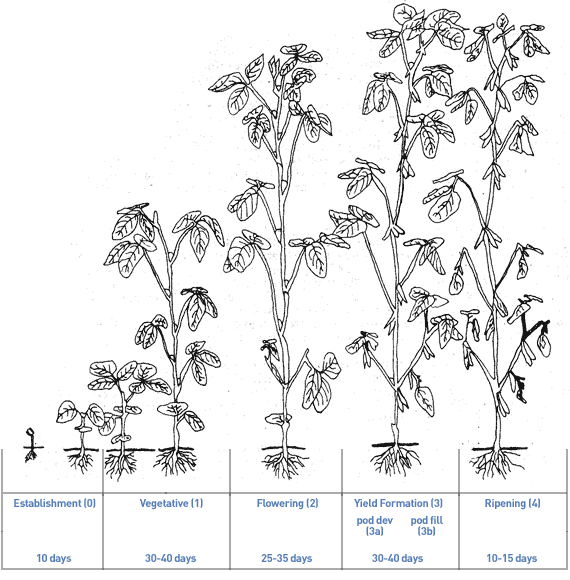 Establishment (0) Vegetative (1) Flowering (2) Yield Formation (3) Ripening (4)
pod dev pod fill
(3a) (3b)
10 days 30-40 days 25-35 days 30-40 days 10-15 days